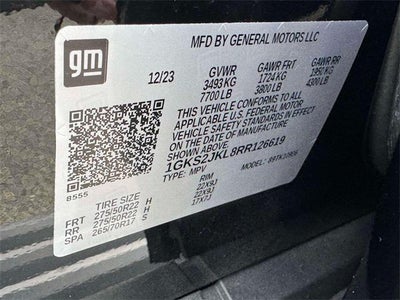 gm
MFD BY GENERAL MOTORS LLC
12/23 GVWR GAWR FRT GAWR RR
3493 KG 1724 KG 1950 KG
7700 LB 3800 LB 4300 LB
THIS VEHICLE CONFORMS TO ALL
APPLICABLE U.S. FEDERAL MOTOR
VEHICLE SAFETY STANDARDS IN EFFECT
ON THE DATE OF MANUFACTURE
SHOWN ABOVE.
1GKS2JKL8RR126619
TYPE: MPV MODEL:
8555
TIRE SIZE RIM
FRT 275/50R22 H 22X9J
RR 275/50R22 H 22X9J
SPA 265/70R17 S 17X7J